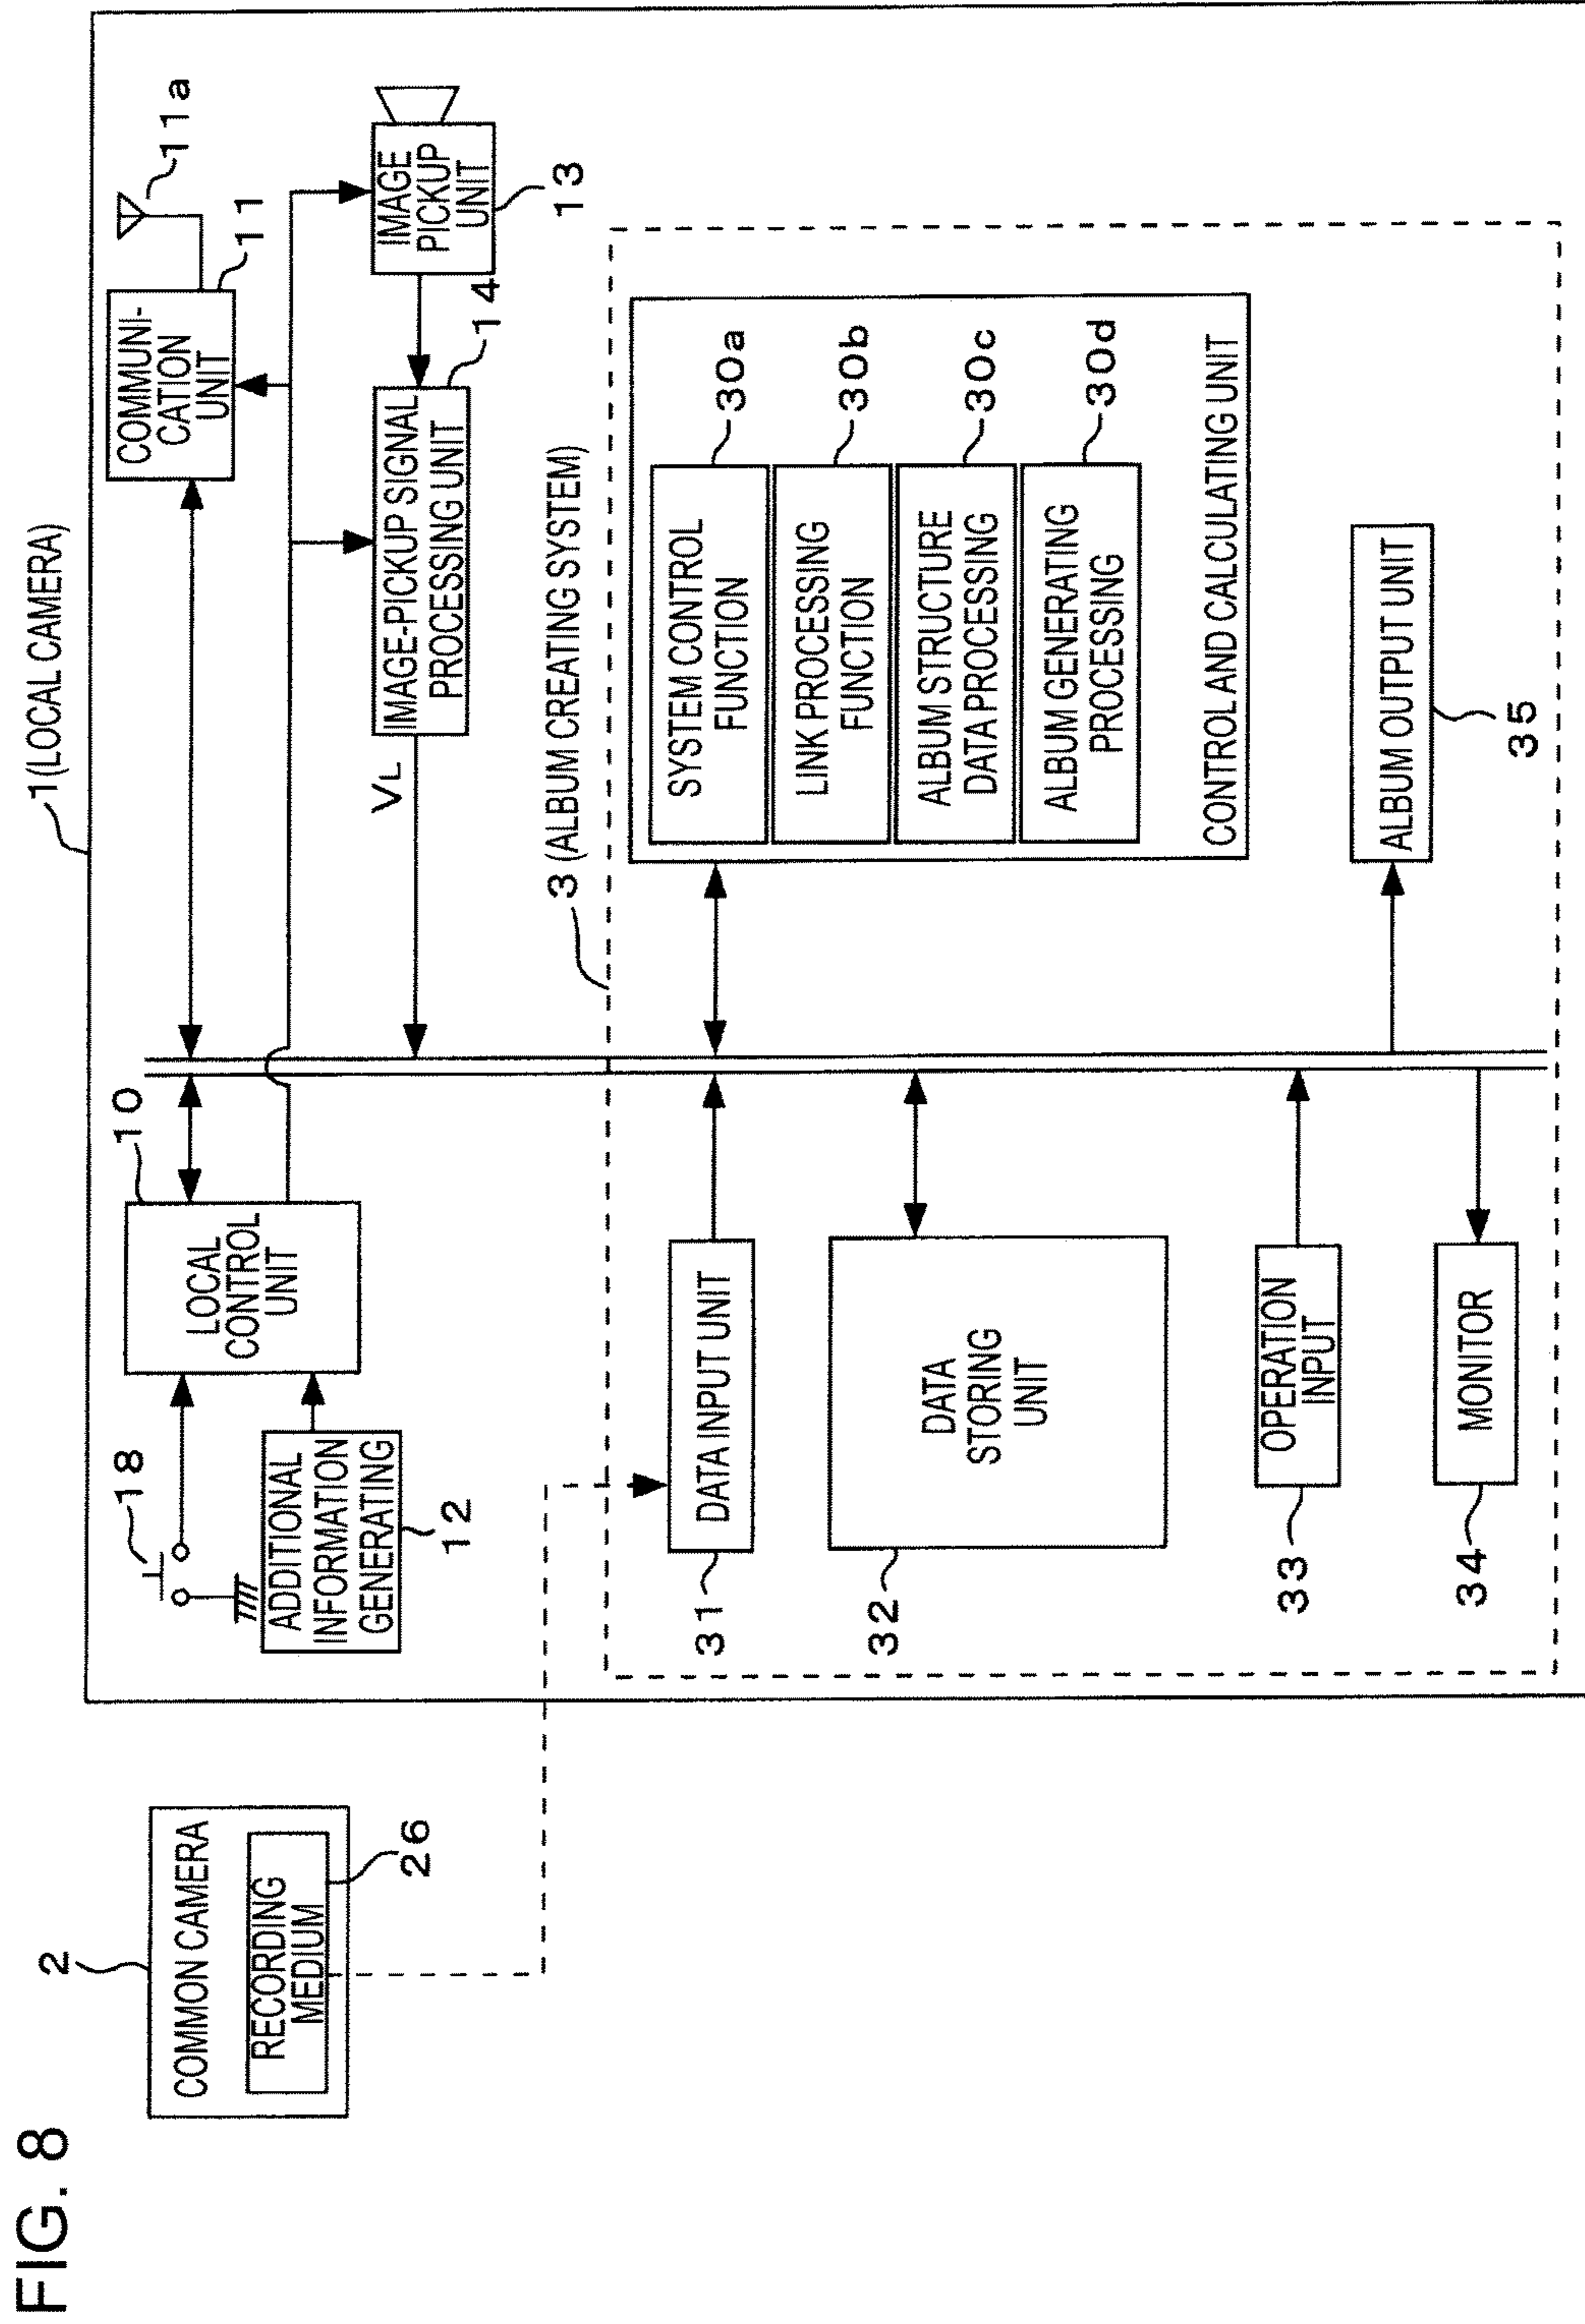 FIG. 8
1 (LOCAL CAMERA)
2
COMMON CAMERA
RECORDING
MEDIUM
26
18
10
LOCAL
CONTROL
UNIT
ADDITIONAL
INFORMATION
GENERATING
12
COMMUNI-
CATION
UNIT
11
11a
IMAGE
PICKUP
UNIT
13
IMAGE-PICKUP SIGNAL
PROCESSING UNIT
14
VL
3 (ALBUM CREATING SYSTEM)
DATA INPUT UNIT
31
DATA
STORING
UNIT
32
OPERATION
INPUT
33
MONITOR
34
SYSTEM CONTROL
FUNCTION
30a
LINK PROCESSING
FUNCTION
30b
ALBUM STRUCTURE
DATA PROCESSING
30c
ALBUM GENERATING
PROCESSING
30d
CONTROL AND CALCULATING UNIT
ALBUM OUTPUT UNIT
35